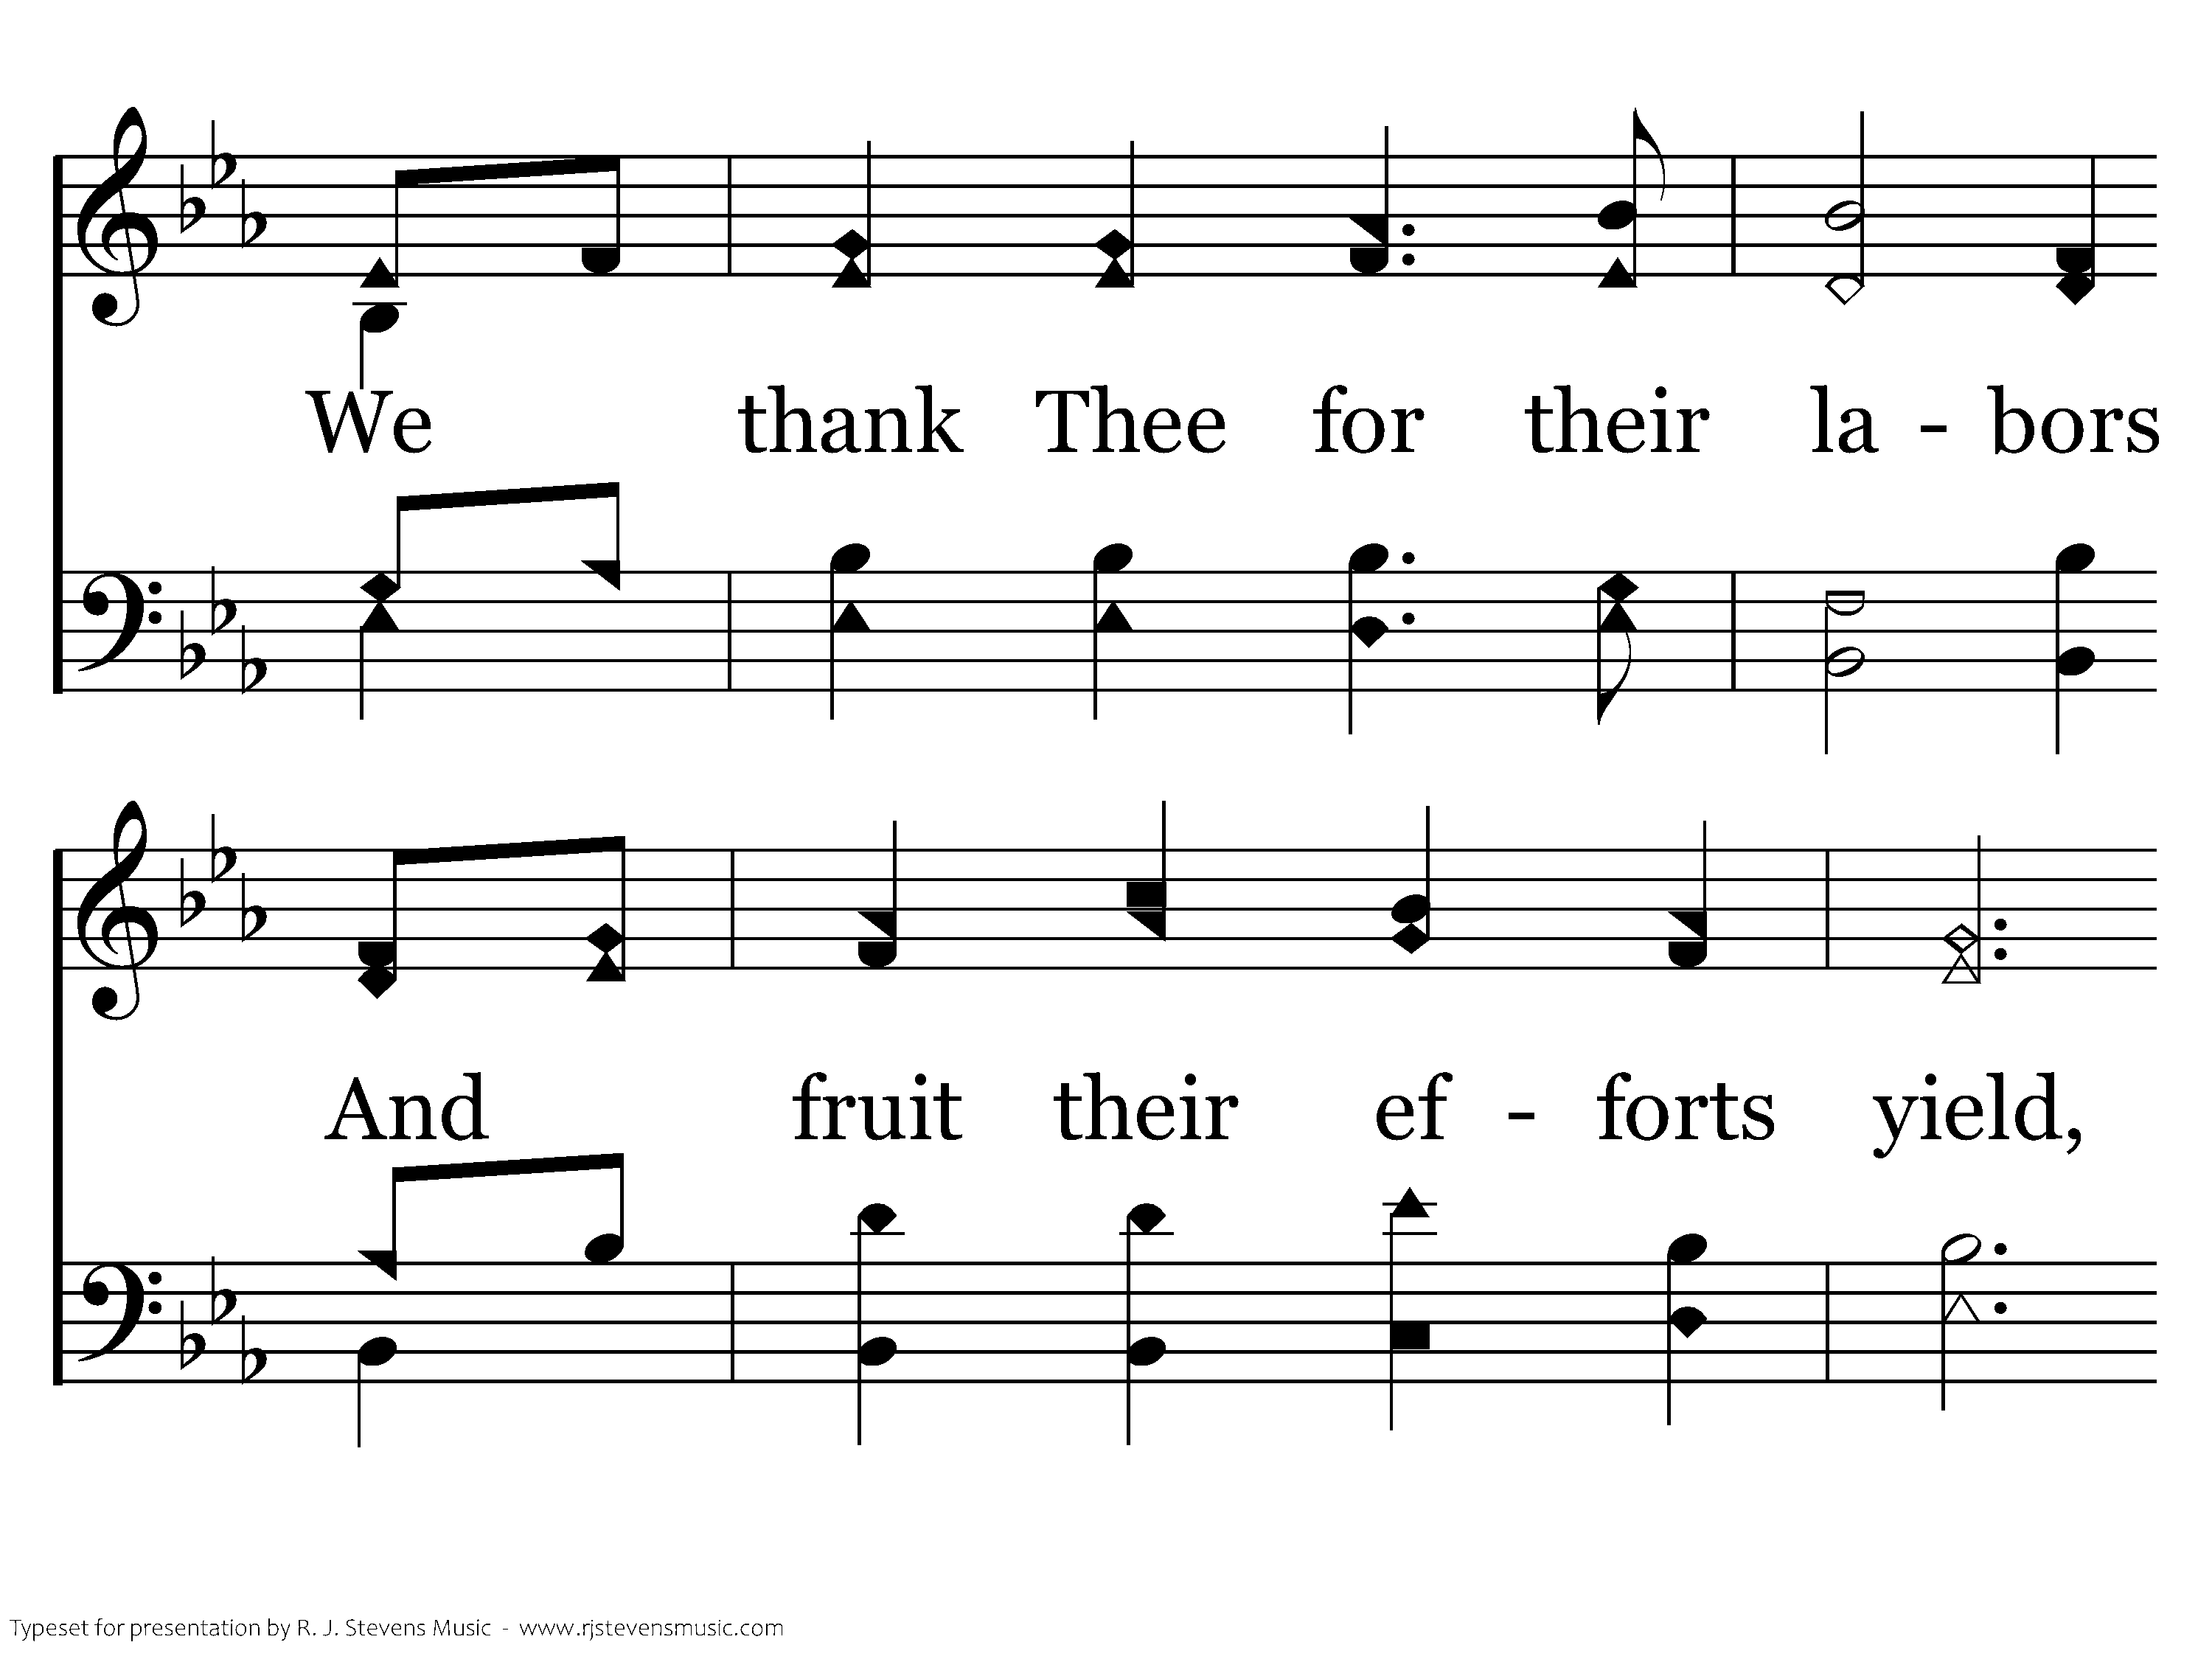 We thank Thee for their la - bors
And fruit their ef - forts yield,
Typeset for presentation by R. J. Stevens Music - www.rjstevensmusic.com